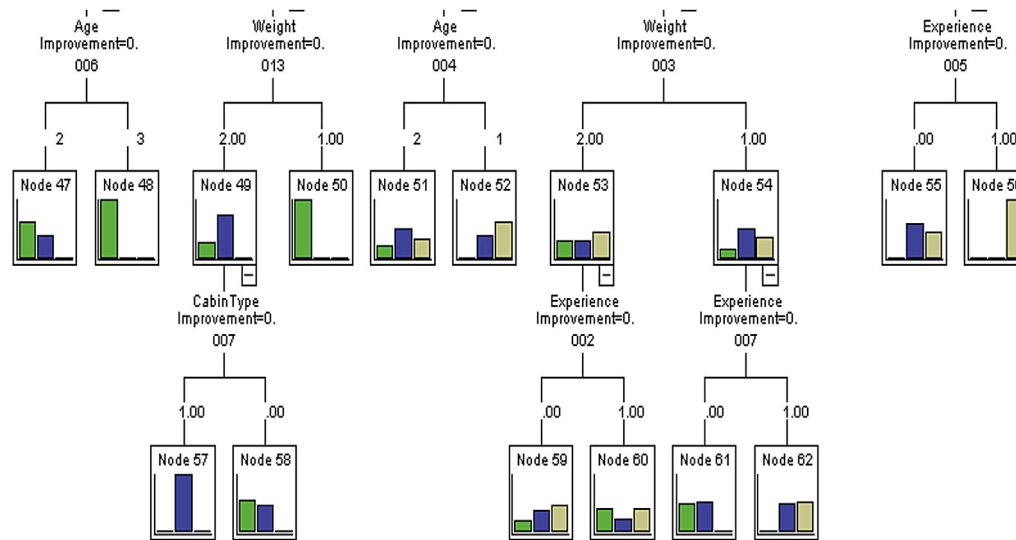 Age Weight Age Weight Experience
Improvement=0. Improvement=0. Improvement=0. Improvement=0. Improvement=0.
006 013 004 003 005
2 3 2.00 1.00 2 1 2.00 1.00 .00 1.00
Node 47 Node 48 Node 49 Node 50 Node 51 Node 52 Node 53 Node 54 Node 55 Node
CabinType Experience Experience
Improvement=0. Improvement=0. Improvement=0.
007 002 007
1.00 .00 .00 1.00 .00 1.00
Node 57 Node 58 Node 59 Node 60 Node 61 Node 62